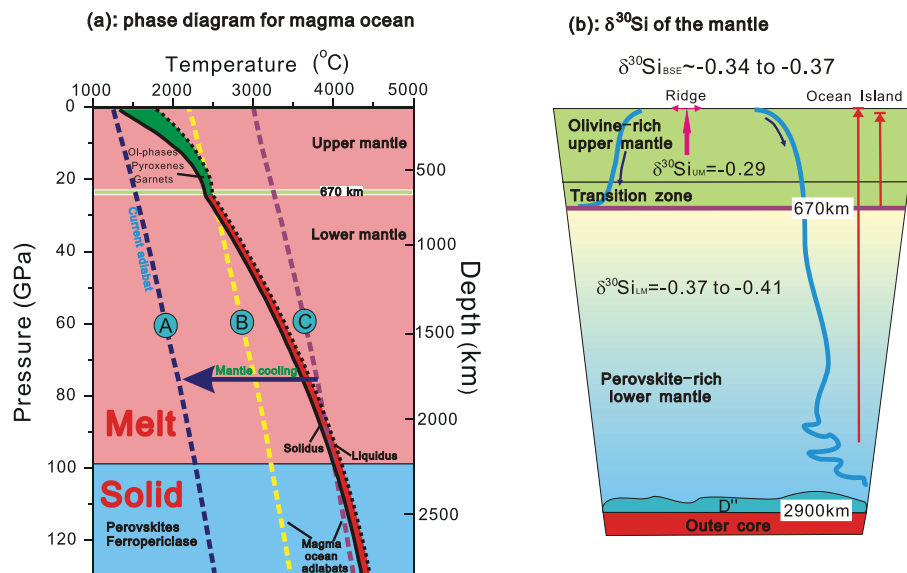 (a): phase diagram for magma ocean
Temperature (°C)
1000 2000 3000 4000 5000
Pressure (GPa)
0
20
40
60
80
100
120
Depth (km)
500
1000
1500
2000
2500
Upper mantle
Ol-phases
Pyroxenes
Garnets
670 km
Lower mantle
Current adiabat
A
B
C
Mantle cooling
Melt
Solidus
Liquidus
Solid
Perovskites
Ferropericlase
Magma
ocean
adiabats
(b): δ³⁰Si of the mantle
δ³⁰Si_BSE~-0.34 to -0.37
Ridge
Ocean Island
Olivine-rich
upper mantle
δ³⁰Si_UM=-0.29
Transition zone
670km
δ³⁰Si_LM=-0.37 to -0.41
Perovskite-rich
lower mantle
D''
2900km
Outer core